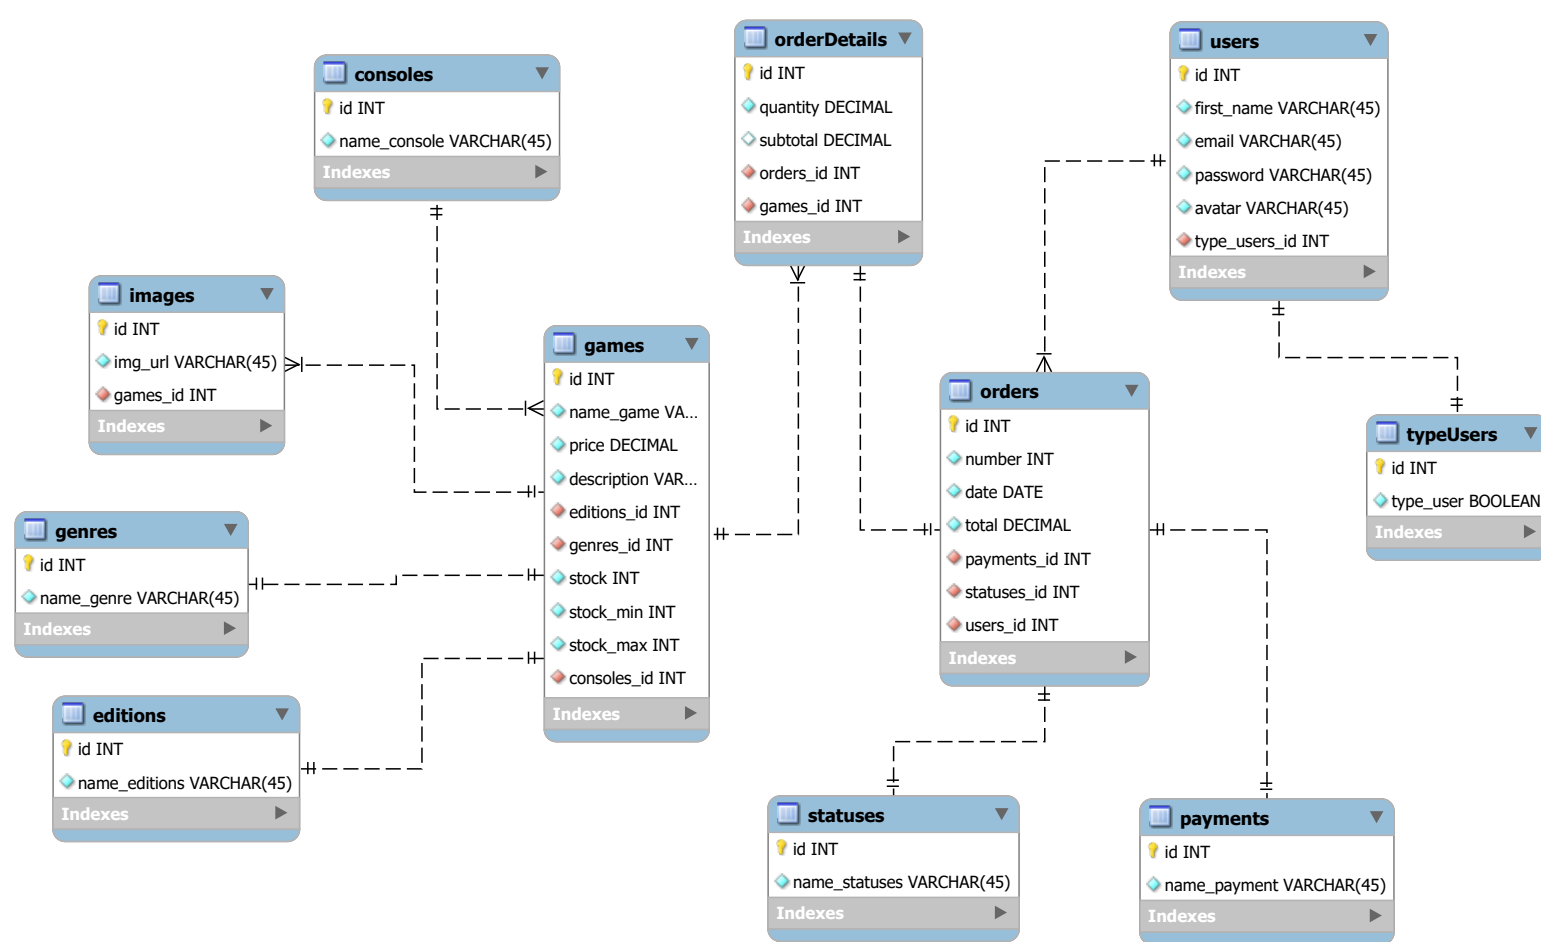 consoles
id INT
name_console VARCHAR(45)
Indexes
orderDetails
id INT
quantity DECIMAL
subtotal DECIMAL
orders_id INT
games_id INT
Indexes
users
id INT
first_name VARCHAR(45)
email VARCHAR(45)
password VARCHAR(45)
avatar VARCHAR(45)
type_users_id INT
Indexes
images
id INT
img_url VARCHAR(45)
games_id INT
Indexes
games
id INT
name_game VA...
price DECIMAL
description VAR...
editions_id INT
genres_id INT
stock INT
stock_min INT
stock_max INT
consoles_id INT
Indexes
orders
id INT
number INT
date DATE
total DECIMAL
payments_id INT
statuses_id INT
users_id INT
Indexes
typeUsers
id INT
type_user BOOLEAN
Indexes
genres
id INT
name_genre VARCHAR(45)
Indexes
editions
id INT
name_editions VARCHAR(45)
Indexes
statuses
id INT
name_statuses VARCHAR(45)
Indexes
payments
id INT
name_payment VARCHAR(45)
Indexes